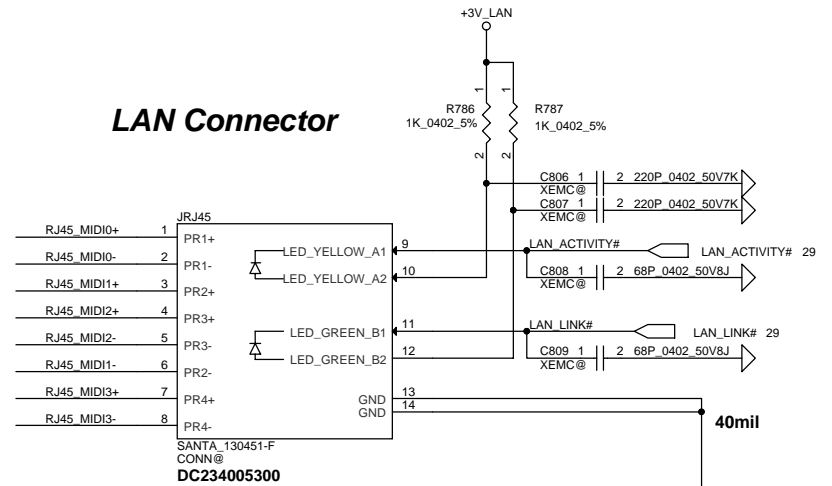 +3V_LAN
LAN Connector
1
1
R786
1K_0402_5%
R787
1K_0402_5%
2
2
C806 1
2 220P_0402_50V7K
XEMC@
C807 1
2 220P_0402_50V7K
XEMC@
JRJ45
RJ45_MIDI0+ 1 PR1+
RJ45_MIDI0- 2 PR1-
RJ45_MIDI1+ 3 PR2+
RJ45_MIDI2+ 4 PR3+
RJ45_MIDI2- 5 PR3-
RJ45_MIDI1- 6 PR2-
RJ45_MIDI3+ 7 PR4+
RJ45_MIDI3- 8 PR4-
LED_YELLOW_A1 9 LAN_ACTIVITY# LAN_ACTIVITY# 29
LED_YELLOW_A2 10
C808 1 2 68P_0402_50V8J
XEMC@
LED_GREEN_B1 11 LAN_LINK# LAN_LINK# 29
LED_GREEN_B2 12
C809 1 2 68P_0402_50V8J
XEMC@
GND 13
GND 14
40mil
SANTA_130451-F
CONN@
DC234005300